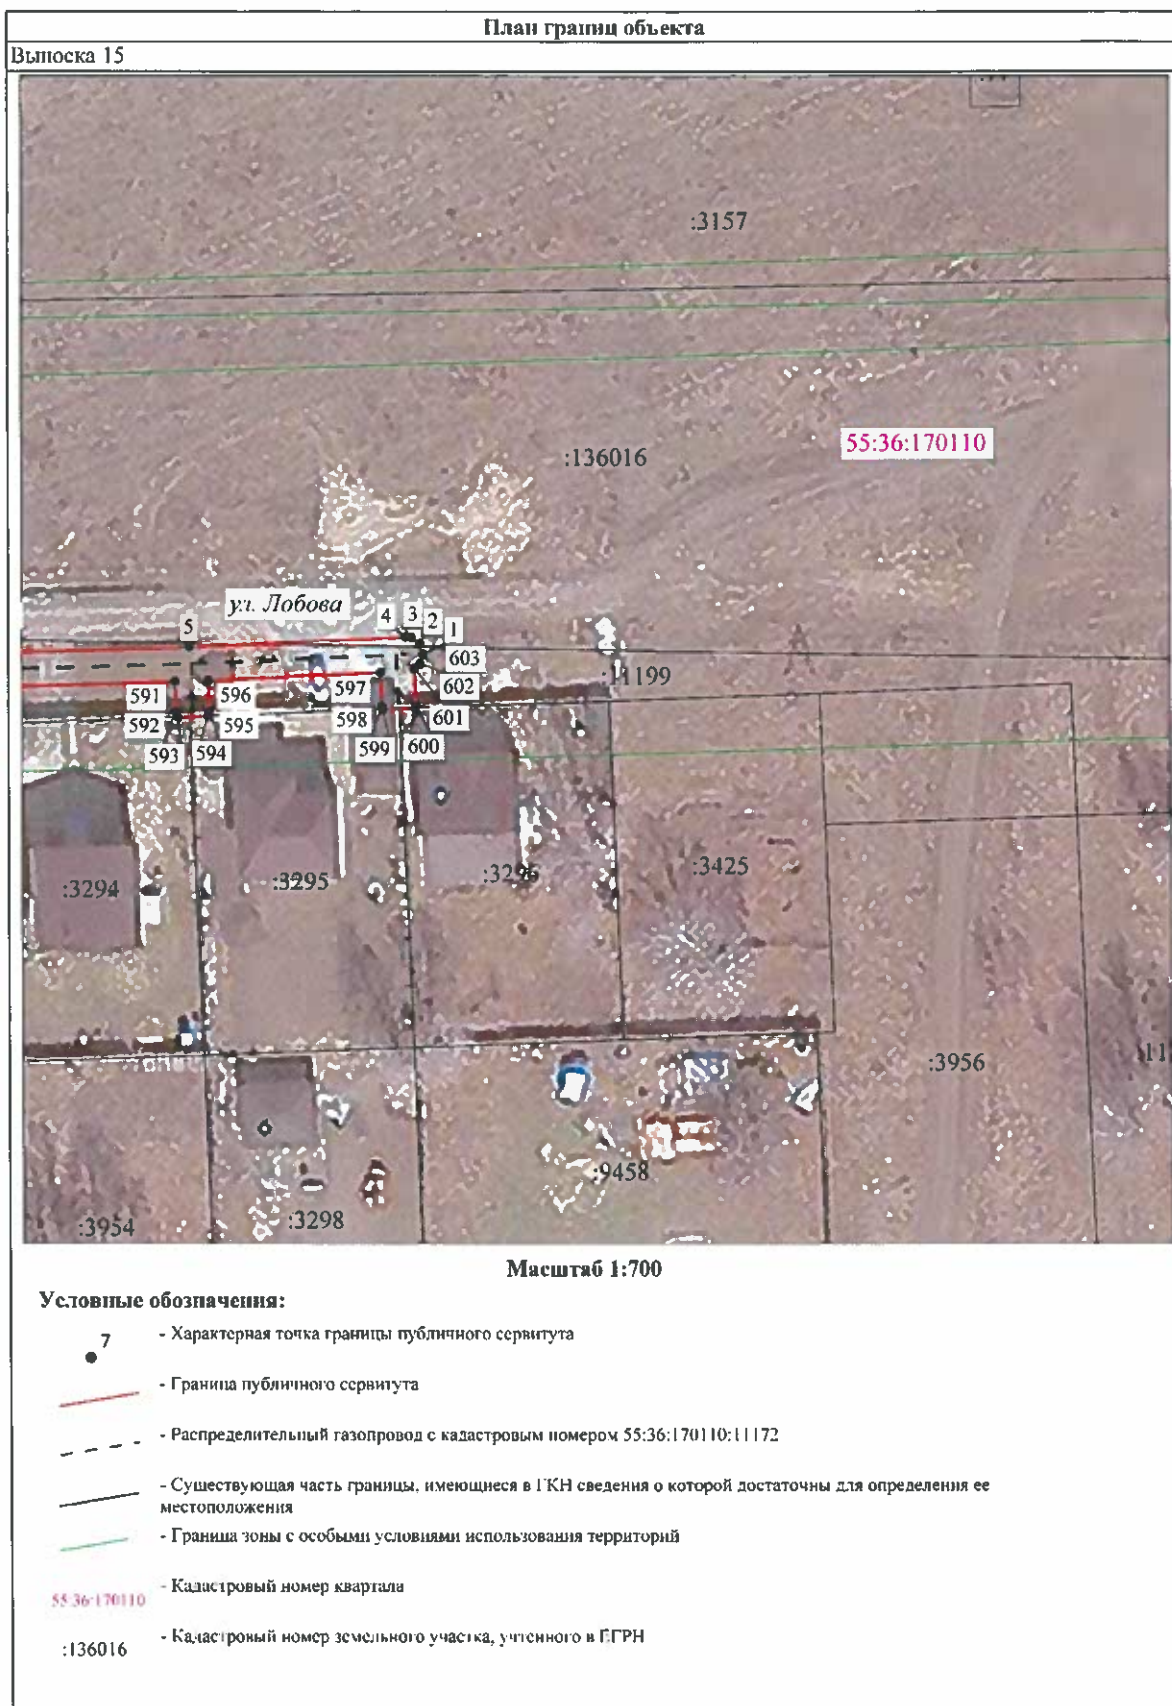 План границ объекта
Выноска 15
:3157
55:36:170110
:136016
ул. Лобова
5
4
3
2
1
603
:11199
591
596
597
602
592
595
598
601
593
594
599
600
:3294
:3295
:3296
:3425
:3956
:9458
:3954
:3298
Масштаб 1:700
Условные обозначения:
7
- Характерная точка границы публичного сервитута
- Граница публичного сервитута
- Распределительный газопровод с кадастровым номером 55:36:170110:11172
- Существующая часть границы, имеющиеся в ГКН сведения о которой достаточны для определения ее
местоположения
- Граница зоны с особыми условиями использования территорий
55:36:170110
- Кадастровый номер квартала
:136016
- Кадастровый номер земельного участка, учтенного в ЕГРН